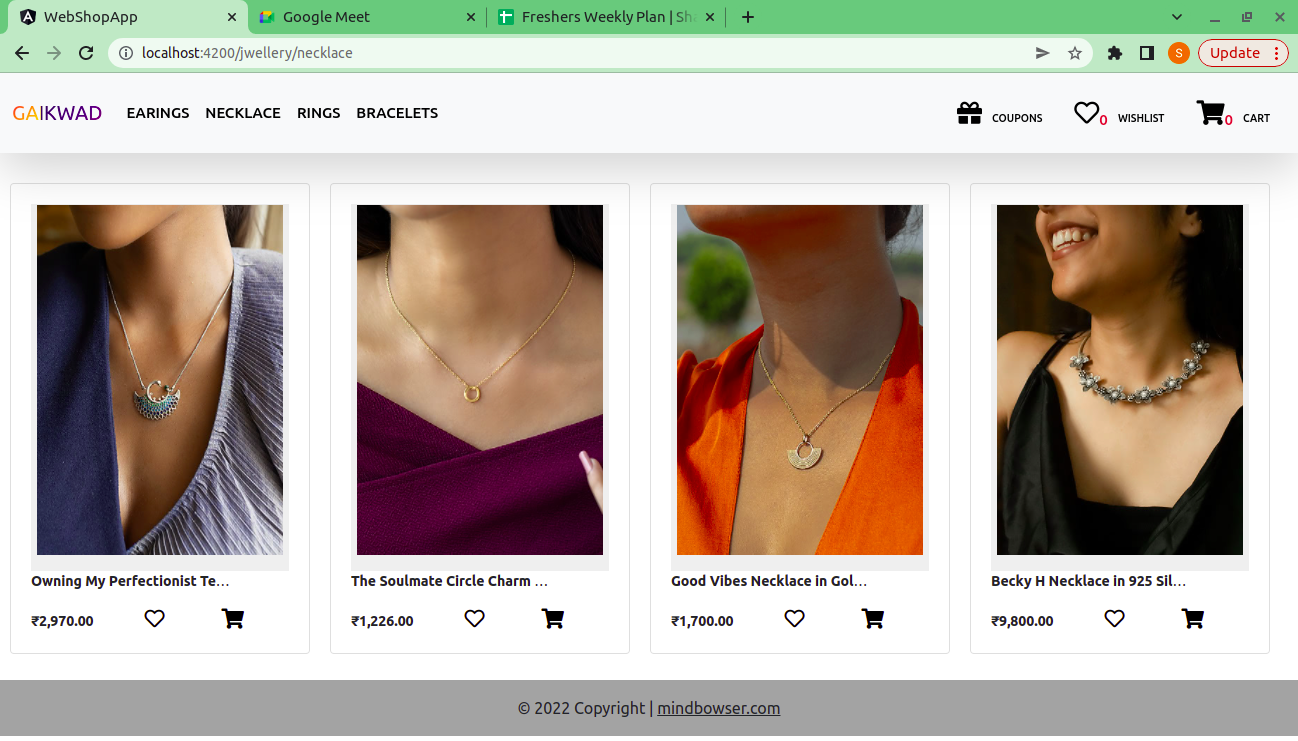 WebShopApp
Google Meet
Freshers Weekly Plan | Sh
localhost:4200/jwellery/necklace
S
Update
GAIKWAD
EARINGS
NECKLACE
RINGS
BRACELETS
COUPONS
0
WISHLIST
0
CART
Owning My Perfectionist Te...
The Soulmate Circle Charm ...
Good Vibes Necklace in Gol...
Becky H Necklace in 925 Sil...
₹2,970.00
₹1,226.00
₹1,700.00
₹9,800.00
© 2022 Copyright | mindbowser.com